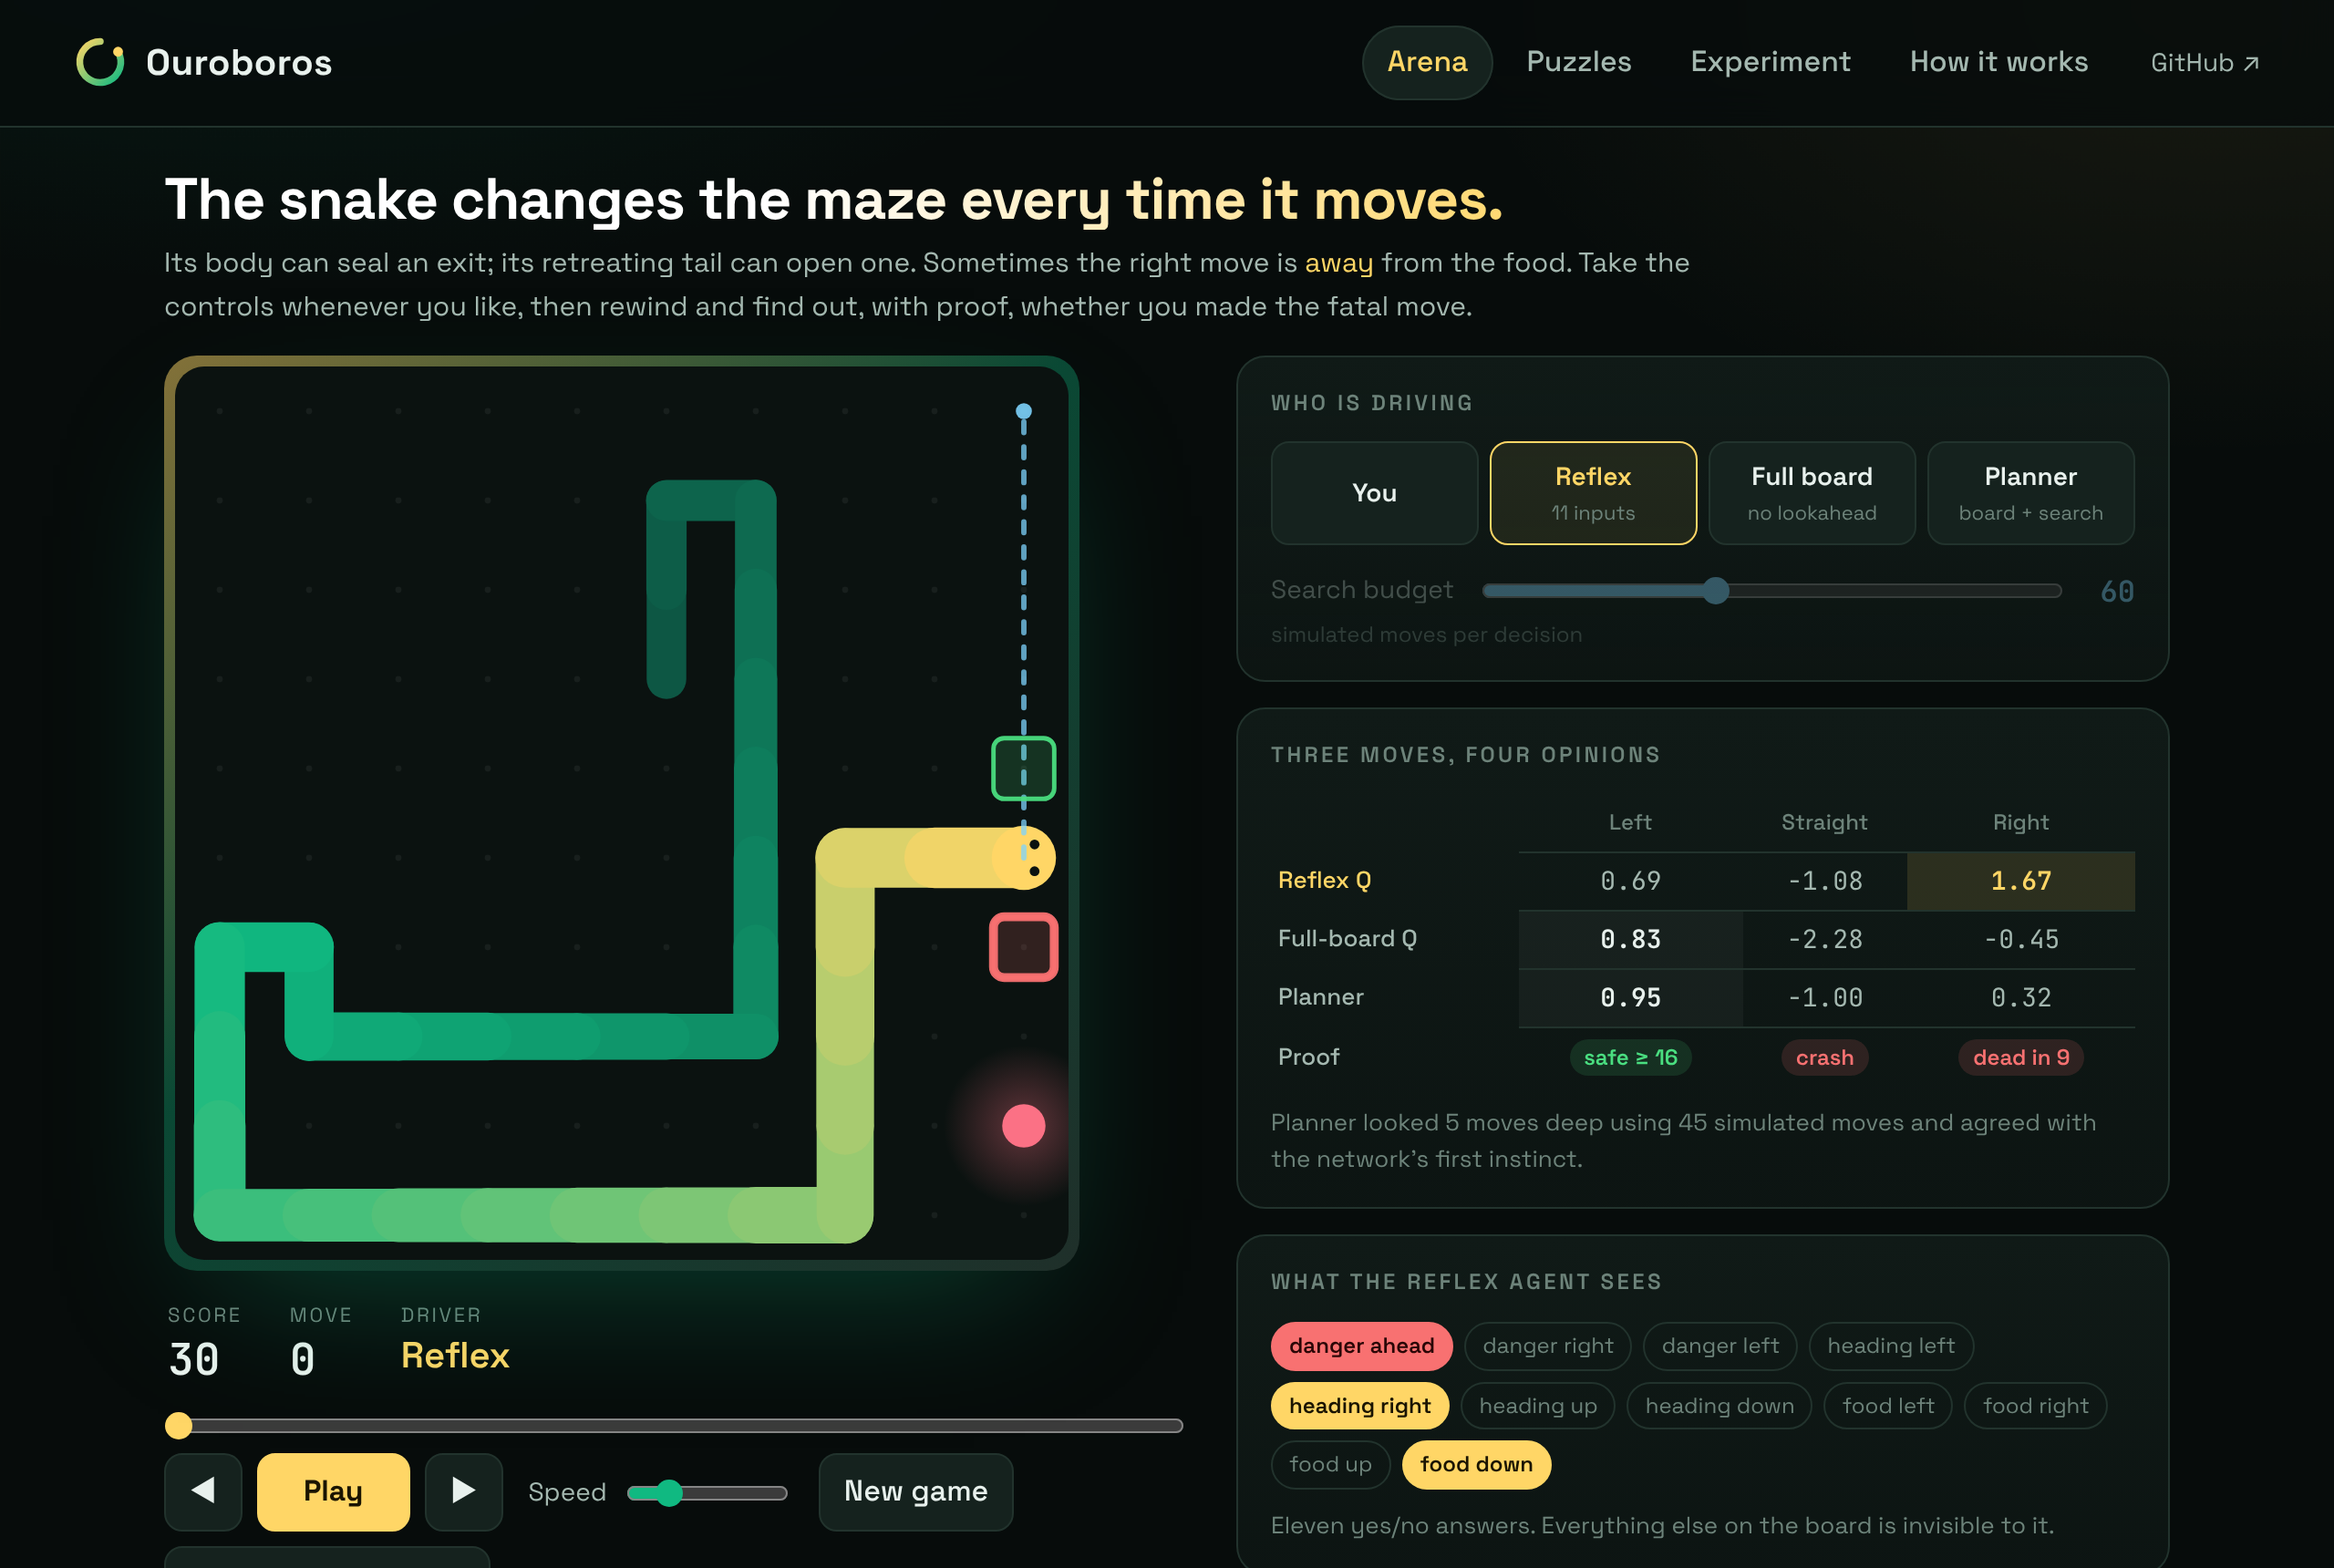 Ouroboros
Arena Puzzles Experiment How it works GitHub ↗
The snake changes the maze every time it moves.
Its body can seal an exit; its retreating tail can open one. Sometimes the right move is away from the food. Take the
controls whenever you like, then rewind and find out, with proof, whether you made the fatal move.
WHO IS DRIVING
You
Reflex
11 inputs
Full board
no lookahead
Planner
board + search
Search budget 60
simulated moves per decision
THREE MOVES, FOUR OPINIONS
Left Straight Right
Reflex Q 0.69 -1.08 1.67
Full-board Q 0.83 -2.28 -0.45
Planner 0.95 -1.00 0.32
Proof safe ≥ 16 crash dead in 9
Planner looked 5 moves deep using 45 simulated moves and agreed with
the network's first instinct.
WHAT THE REFLEX AGENT SEES
danger ahead danger right danger left heading left
heading right heading up heading down food left food right
food up food down
Eleven yes/no answers. Everything else on the board is invisible to it.
SCORE MOVE DRIVER
30 0 Reflex
Play Speed New game